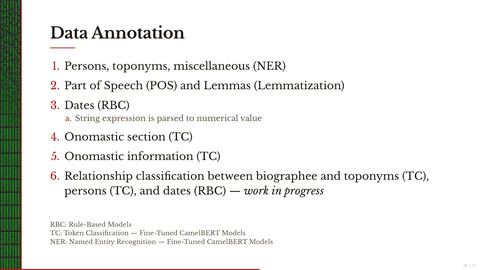 Data Annotation
1. Persons, toponyms, miscellaneous (NER)
2. Part of Speech (POS) and Lemmas (Lemmatization)
3. Dates (RBC)
a. String expression is parsed to numerical value
4. Onomastic section (TC)
5. Onomastic information (TC)
6. Relationship classification between biographee and toponyms (TC),
persons (TC), and dates (RBC) — work in progress
RBC: Rule-Based Models
TC: Token Classification — Fine-Tuned CamelBERT Models
NER: Named Entity Recognition — Fine-Tuned CamelBERT Models